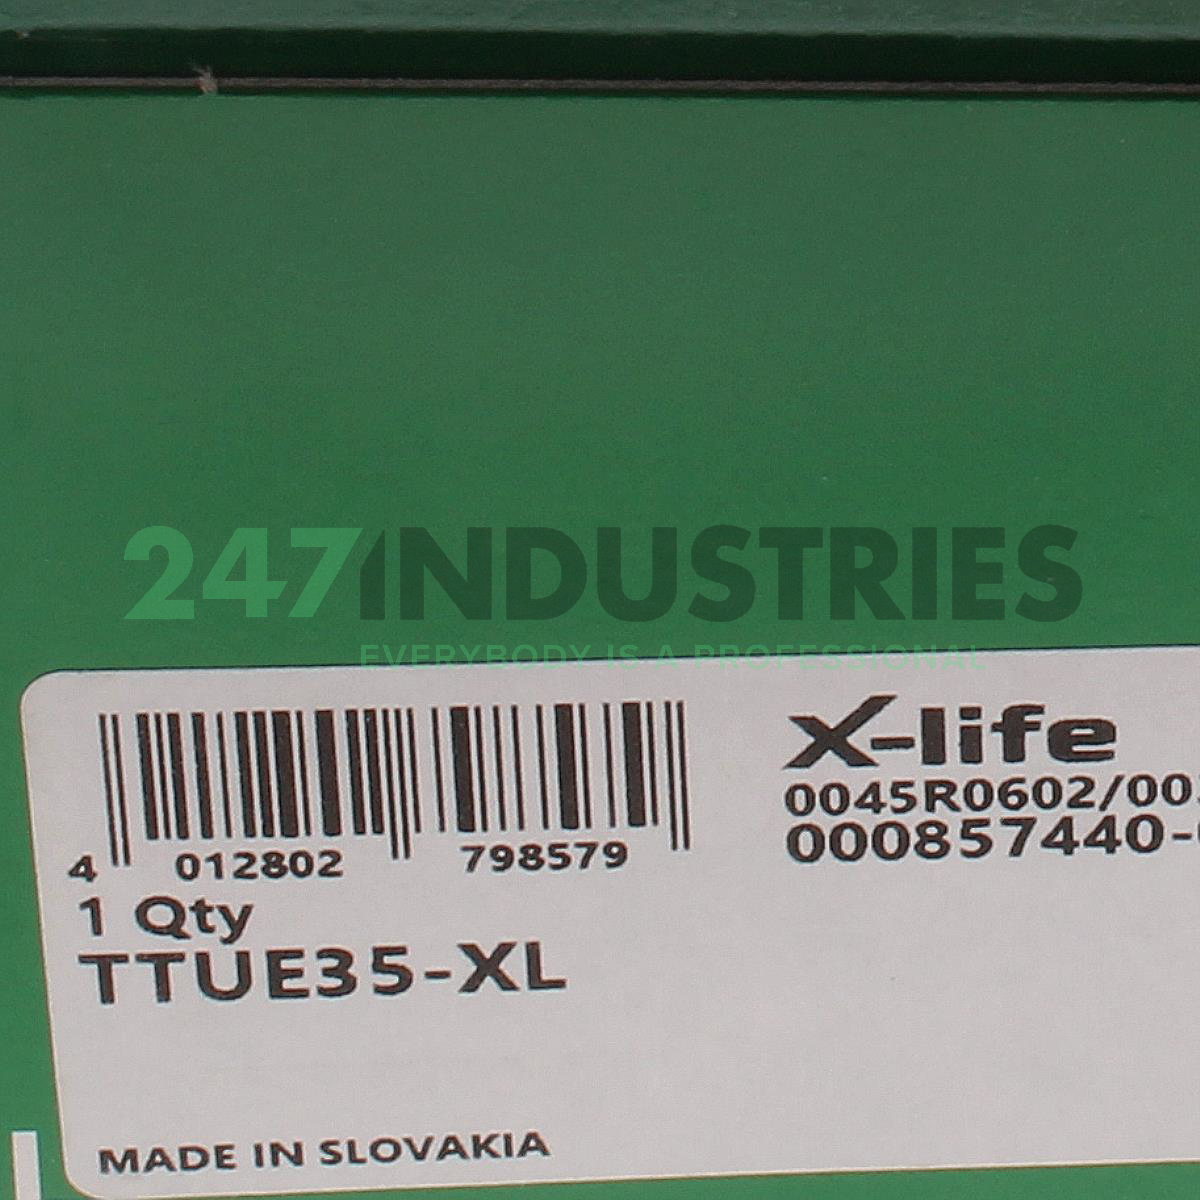 247INDUSTRIES
EVERYBODY IS A PROFESSIONAL
X-life
0045R0602/00
000857440-
4 012802 798579
1 Qty
TTUE35-XL
MADE IN SLOVAKIA